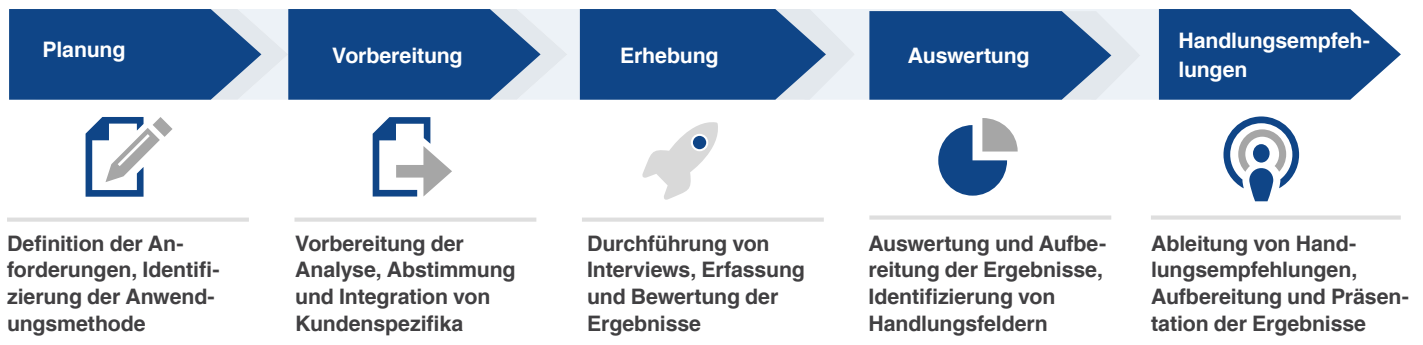 Planung
Vorbereitung
Erhebung
Auswertung
Handlungsempfeh-
lungen
Definition der An-
forderungen, Identifi-
zierung der Anwend-
ungsmethode
Vorbereitung der
Analyse, Abstimmung
und Integration von
Kundenspezifika
Durchführung von
Interviews, Erfassung
und Bewertung der
Ergebnisse
Auswertung und Aufbe-
reitung der Ergebnisse,
Identifizierung von
Handlungsfeldern
Ableitung von Hand-
lungsempfehlungen,
Aufbereitung und Präsen-
tation der Ergebnisse